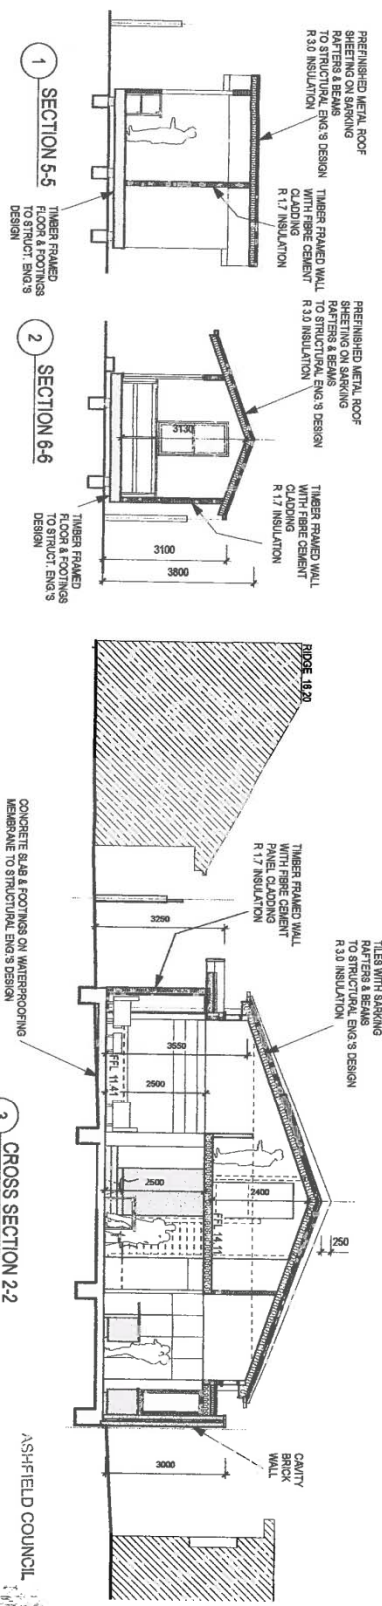 PREFINISHED METAL ROOF
SHEETING ON SARKING
RAFTERS & BEAMS
TO STRUCTURAL ENG.'S DESIGN
R 3.0 INSULATION
TIMBER FRAMED WALL
WITH FIBRE CEMENT
CLADDING
R 1.7 INSULATION
TIMBER FRAMED
FLOOR & FOOTINGS
TO STRUCT. ENG.'S
DESIGN
1 SECTION 5-5
PREFINISHED METAL ROOF
SHEETING ON SARKING
RAFTERS & BEAMS
TO STRUCTURAL ENG.'S DESIGN
R 3.0 INSULATION
TIMBER FRAMED WALL
WITH FIBRE CEMENT
CLADDING
R 1.7 INSULATION
3130
3100
3800
TIMBER FRAMED
FLOOR & FOOTINGS
TO STRUCT. ENG.'S
DESIGN
2 SECTION 6-6
RIDGE 18.20
TIMBER FRAMED WALL
WITH FIBRE CEMENT
PANEL CLADDING
R 1.7 INSULATION
TILES WITH SARKING
RAFTERS & BEAMS
TO STRUCTURAL ENG.'S DESIGN
R 3.0 INSULATION
3250
3550
2500
FFL 11.41
2500
2400
FFL 14.11
250
CAVITY
BRICK
WALL
3000
CONCRETE SLAB & FOOTINGS ON WATERPROOFING
MEMBRANE TO STRUCTURAL ENG.'S DESIGN
3 CROSS SECTION 2-2
ASHFIELD COUNCIL